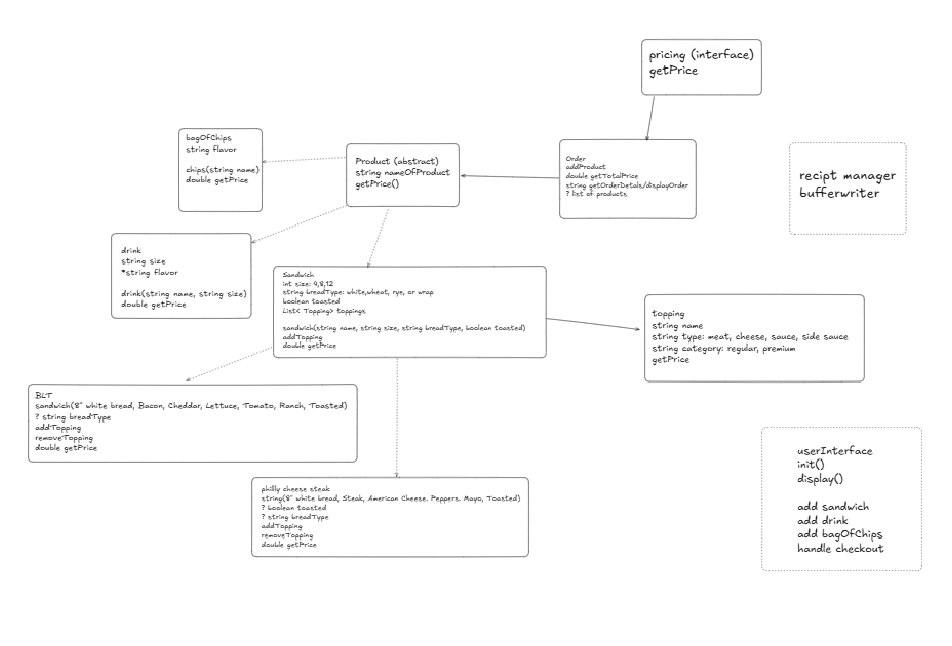 pricing (interface)
getPrice
bagOfChips
string flavor
chips(string name)
double getPrice
Product (abstract)
string nameOfProduct
getPrice()
Order
addProduct
double getTotalPrice
string getOrderDetails/displayOrder
? list of products
recipt manager
bufferwriter
drink
string size
*string flavor
drink(string name, string size)
double getPrice
Sandwich
int size: 4,8,12
string breadType: white,wheat, rye, or wrap
boolean toasted
List< Topping> toppings
sandwich(string name, string size, string breadType, boolean toasted)
addTopping
double getPrice
topping
string name
string type: meat, cheese, sauce, side sauce
string category: regular, premium
getPrice
BLT
sandwich(8" white bread, Bacon, Cheddar, Lettuce, Tomato, Ranch, Toasted)
? string breadType
addTopping
removeTopping
double getPrice
philly cheese steak
string(8" white bread, Steak, American Cheese. Peppers. Mayo, Toasted)
? boolean toasted
? string breadType
addTopping
removeTopping
double getPrice
userInterface
init()
display()
add sandwich
add drink
add bagOfChips
handle checkout